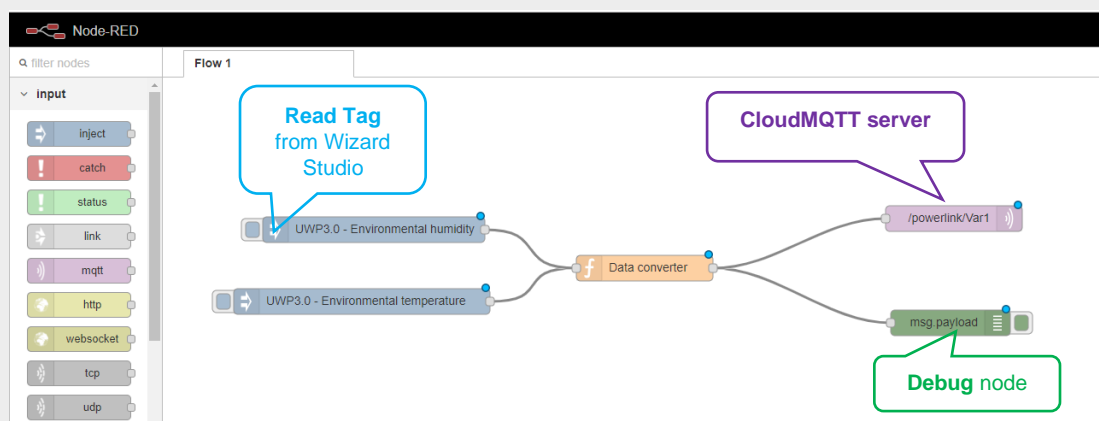 Node-RED
filter nodes
Flow 1
input
inject
catch
status
link
mqtt
http
websocket
tcp
udp
Read Tag
from Wizard
Studio
CloudMQTT server
UWP3.0 - Environmental humidity
/powerlink/Var1
Data converter
UWP3.0 - Environmental temperature
msg.payload
Debug node